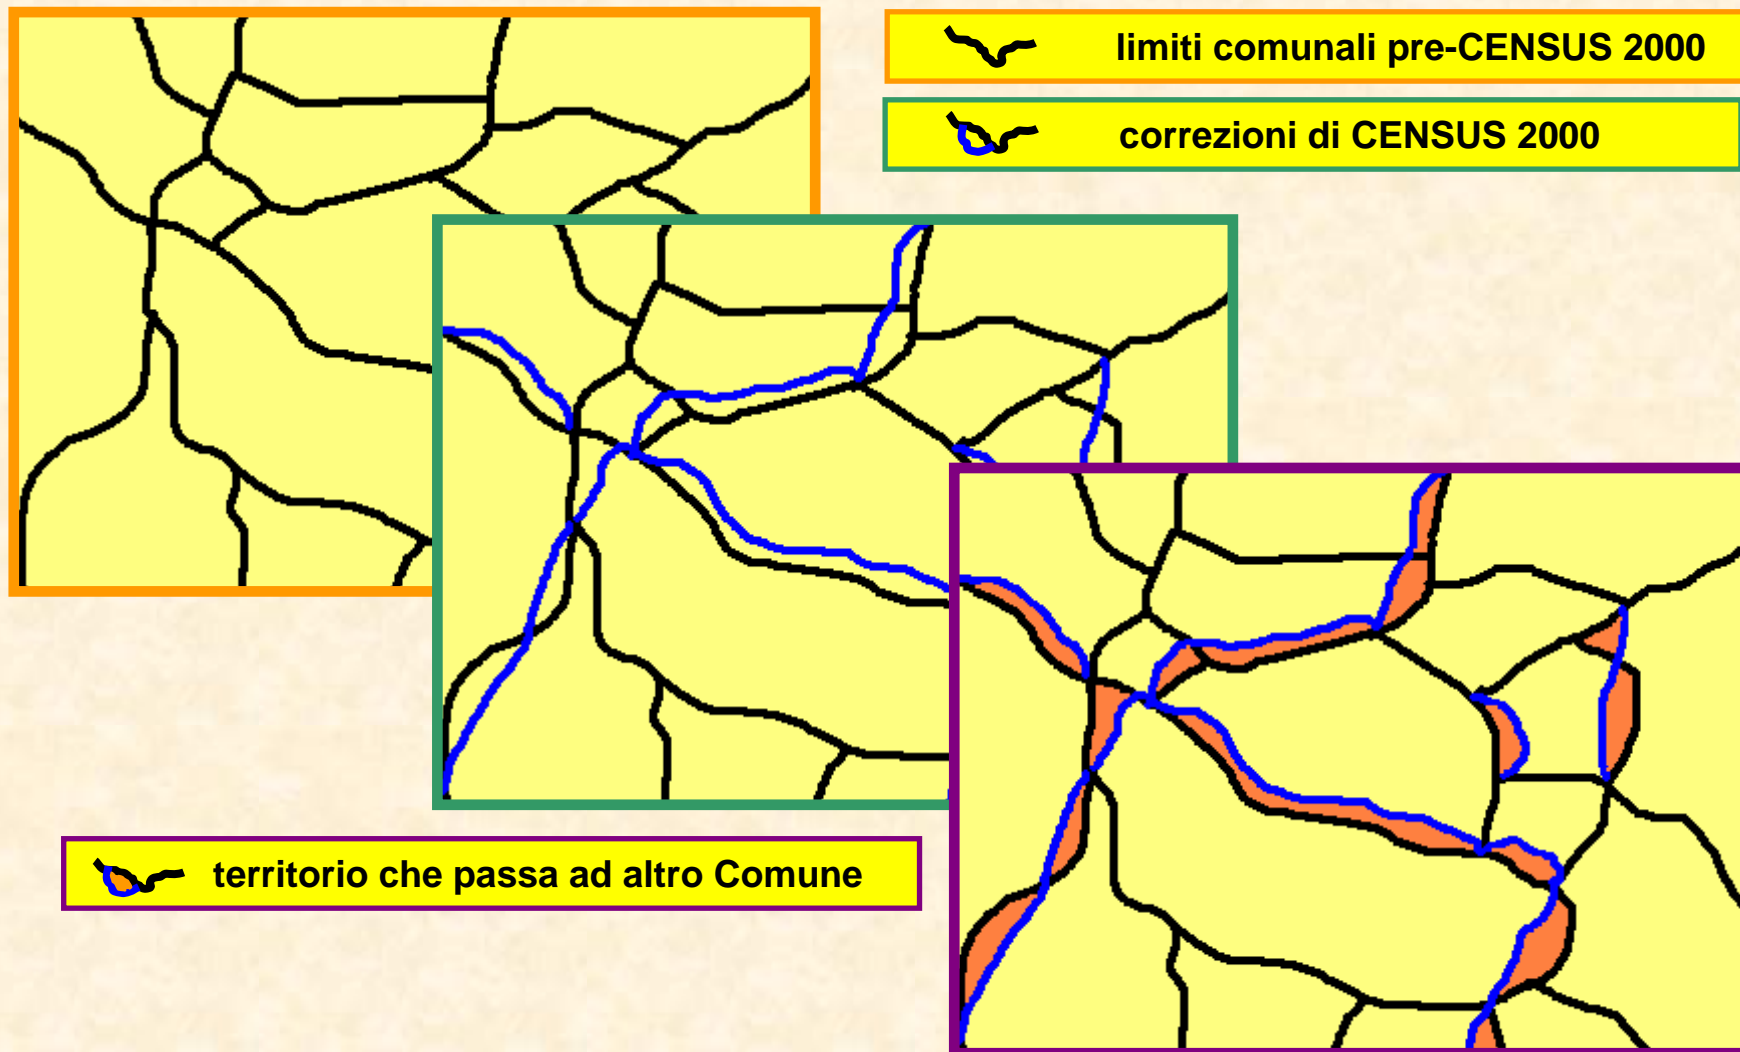 limiti comunali pre-CENSUS 2000
correzioni di CENSUS 2000
territorio che passa ad altro Comune